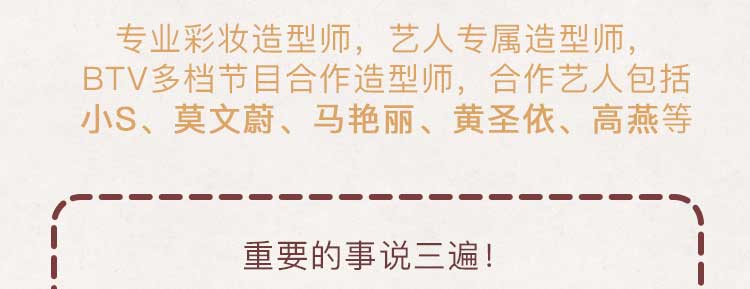 专业彩妆造型师，艺人专属造型师，
BTV多档节目合作造型师，合作艺人包括
小S、莫文蔚、马艳丽、黄圣依、高燕等
重要的事说三遍！